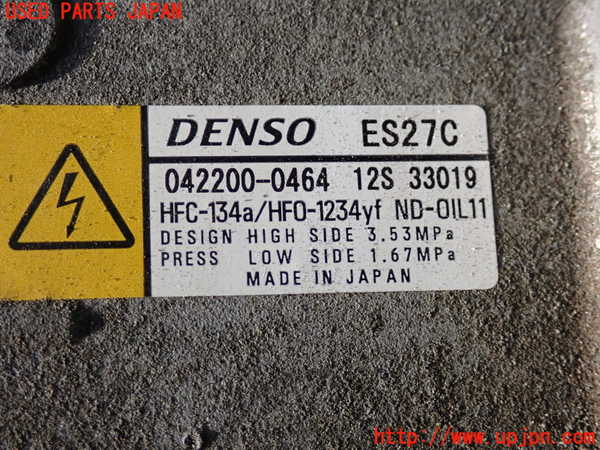 USED PARTS JAPAN
DENSO ES27C
042200-0464 12S 33019
HFC-134a/HFO-1234yf ND-OIL11
DESIGN HIGH SIDE 3.53MPa
PRESS LOW SIDE 1.67MPa
MADE IN JAPAN
http://www.upjpn.com/